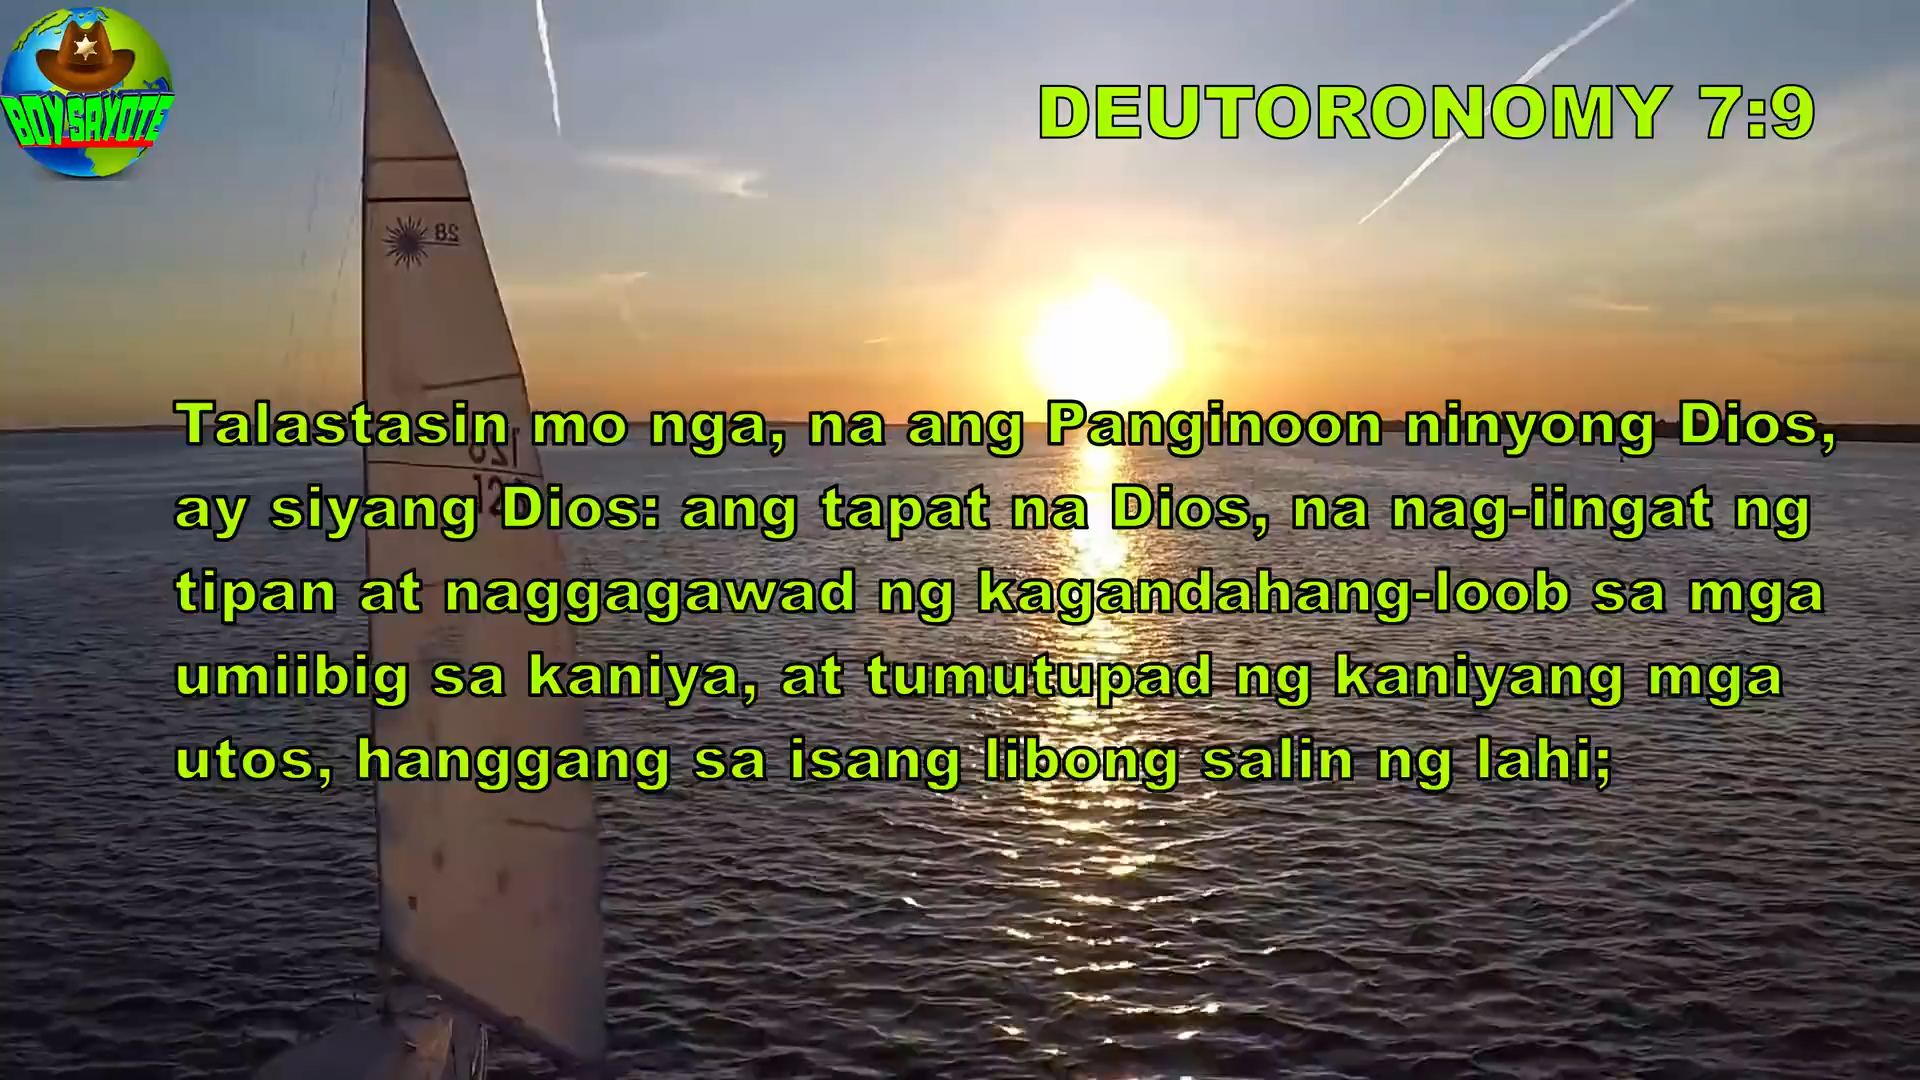 BOY SAYOTE
DEUTORONOMY 7:9
28
Talastasin mo nga, na ang Panginoon ninyong Dios,
ay siyang Dios: ang tapat na Dios, na nag-iingat ng
tipan at naggagawad ng kagandahang-loob sa mga
umiibig sa kaniya, at tumutupad ng kaniyang mga
utos, hanggang sa isang libong salin ng lahi;